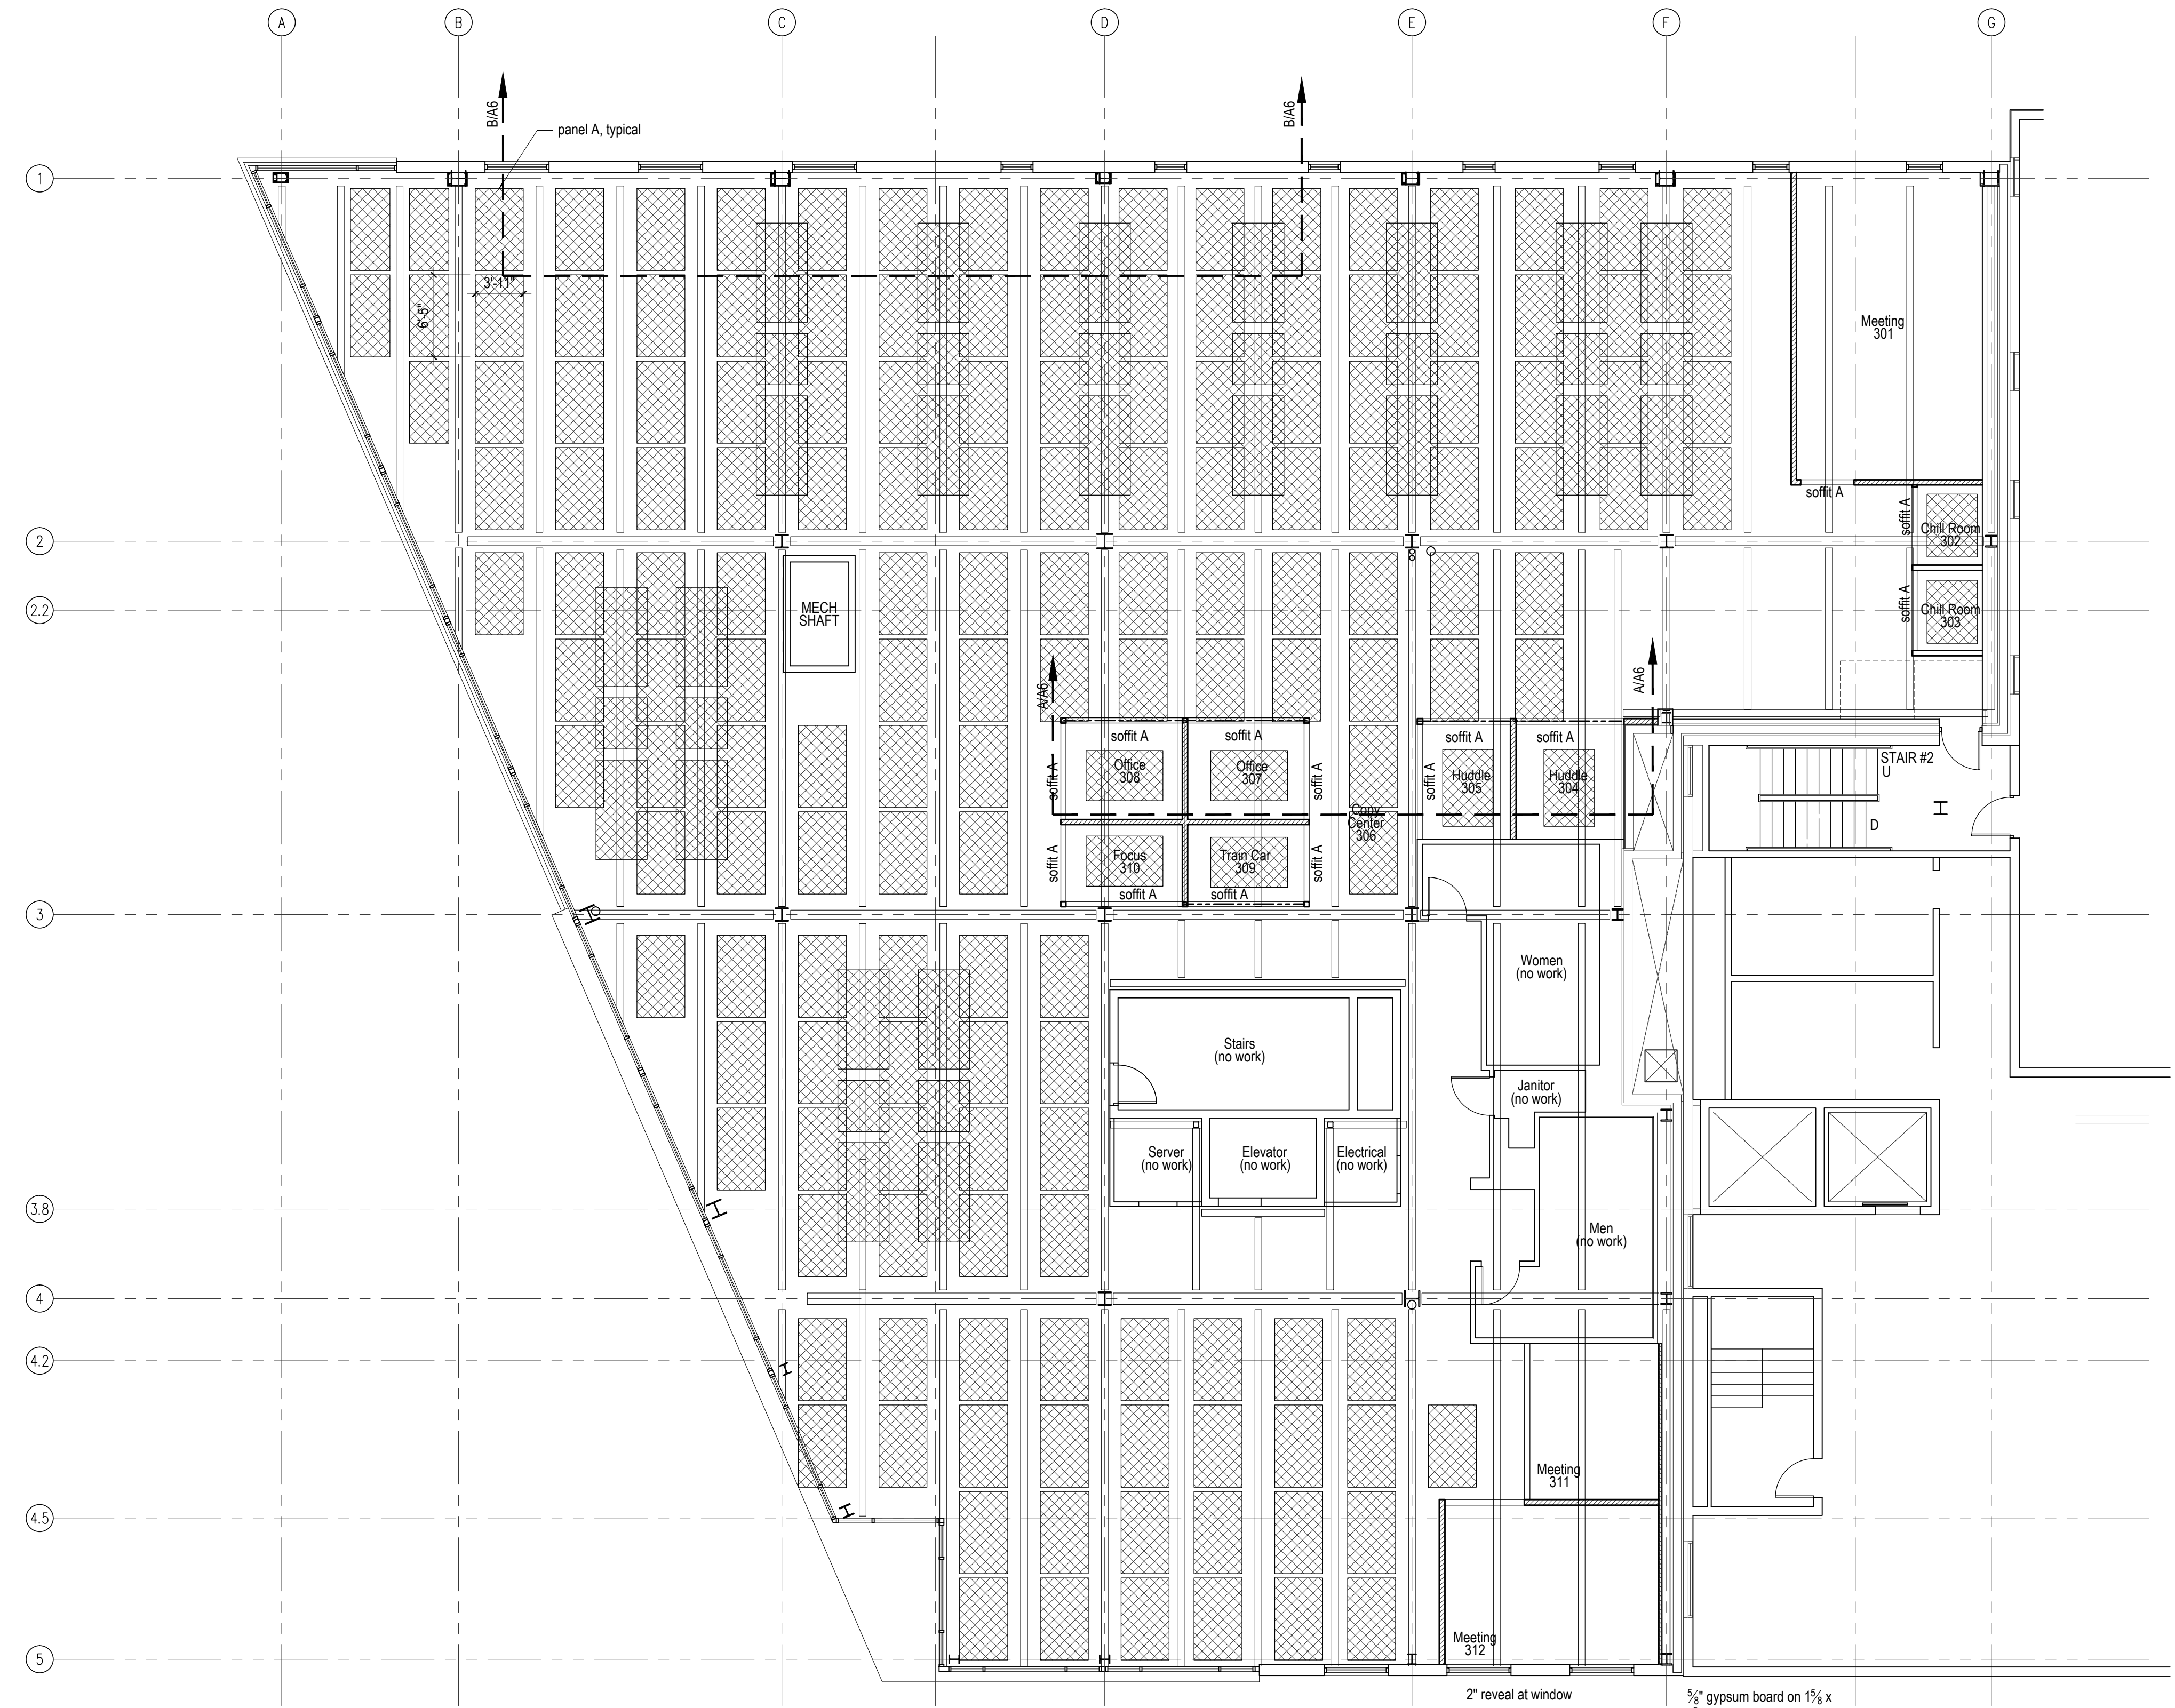 A
B
C
D
E
F
G
B/A6
B/A6
panel A, typical
1
3'-11"
6'-5"
Meeting
301
soffit A
soffit A
Chill Room
302
2
MECH
SHAFT
2.2
soffit A
Chill Room
303
A/A6
A/A6
soffit A
soffit A
soffit A
soffit A
STAIR #2
U
Office
308
Office
307
soffit A
soffit A
soffit A
Huddle
305
Huddle
304
Copy
Center
306
D
Focus
310
Train Car
309
soffit A
soffit A
soffit A
soffit A
3
Women
(no work)
Stairs
(no work)
Janitor
(no work)
Server
(no work)
Elevator
(no work)
Electrical
(no work)
3.8
Men
(no work)
4
4.2
Meeting
311
4.5
Meeting
312
5
2" reveal at window
5⁄8" gypsum board on 1 5⁄8 x